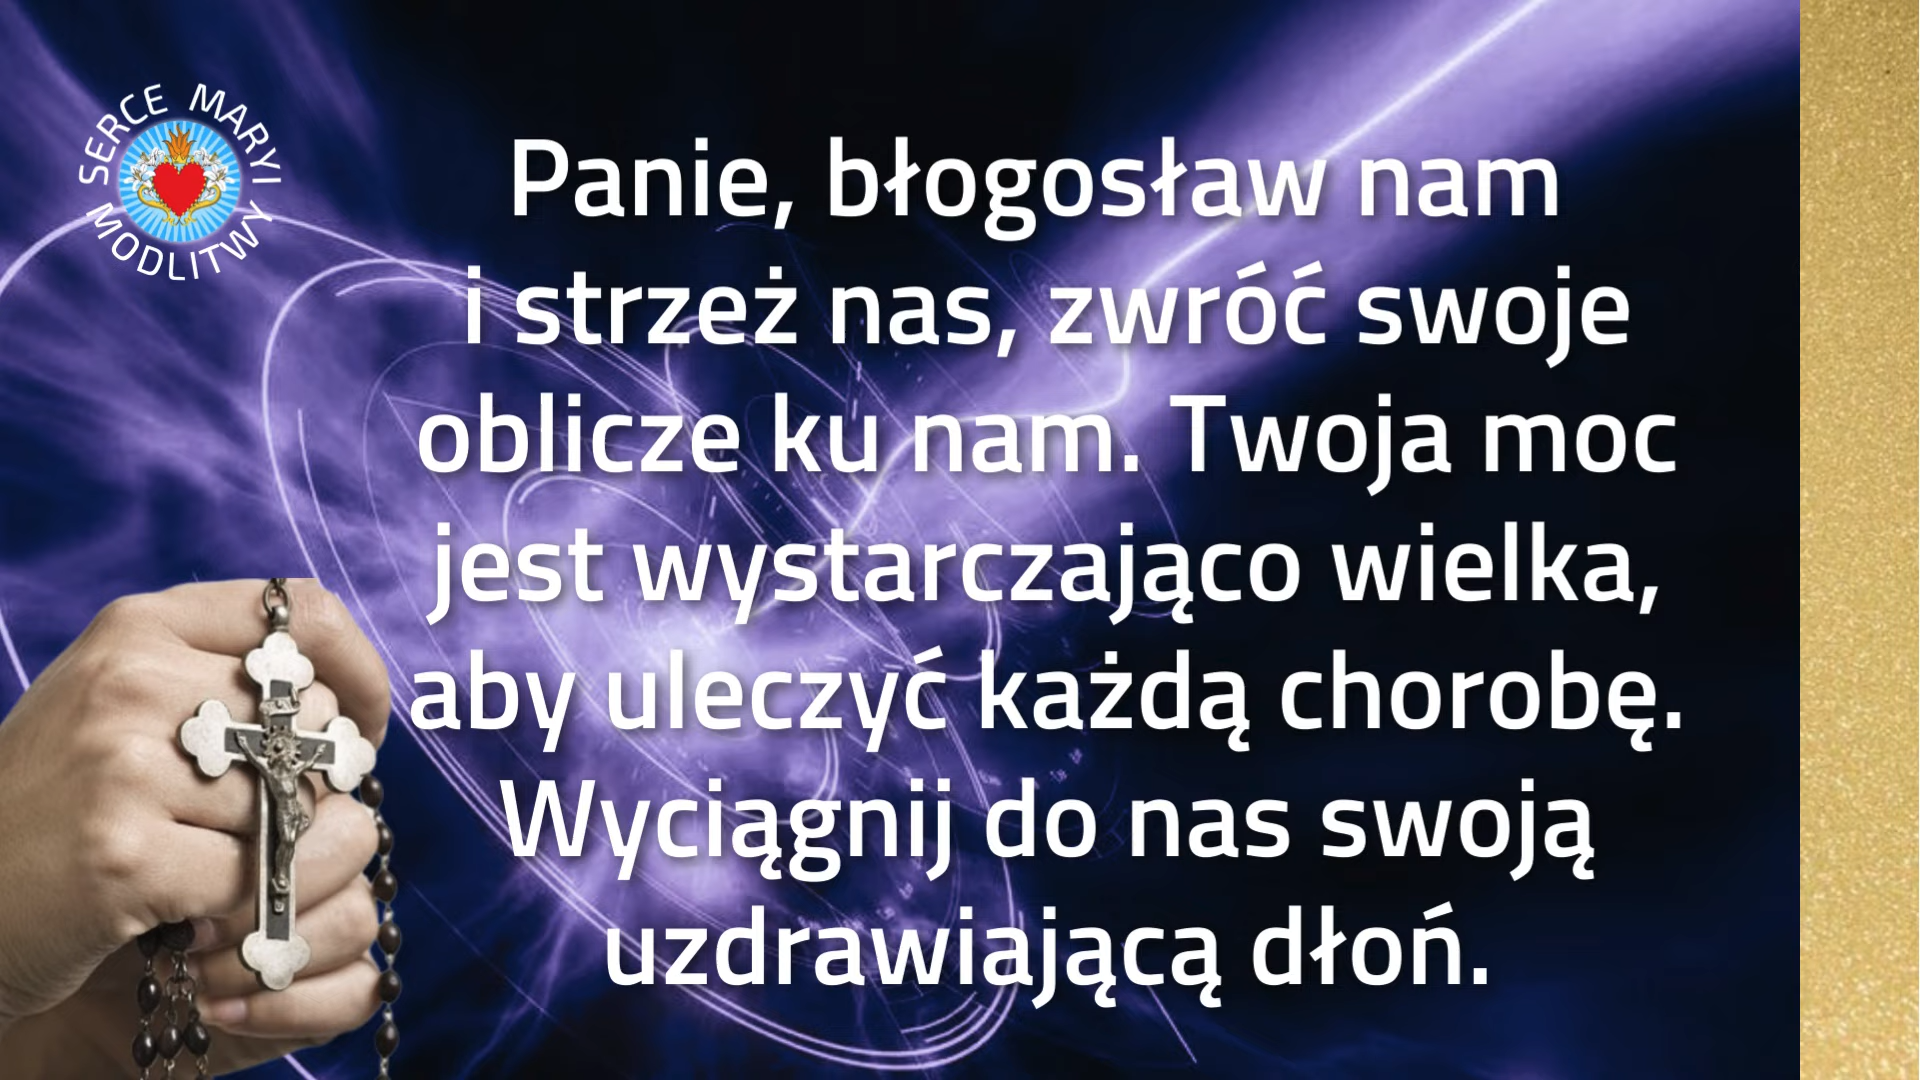 SERCE MARYI
MODLITWY
Panie, błogosław nam
i strzeż nas, zwróć swoje
oblicze ku nam. Twoja moc
jest wystarczająco wielka,
aby uleczyć każdą chorobę.
Wyciągnij do nas swoją
uzdrawiającą dłoń.